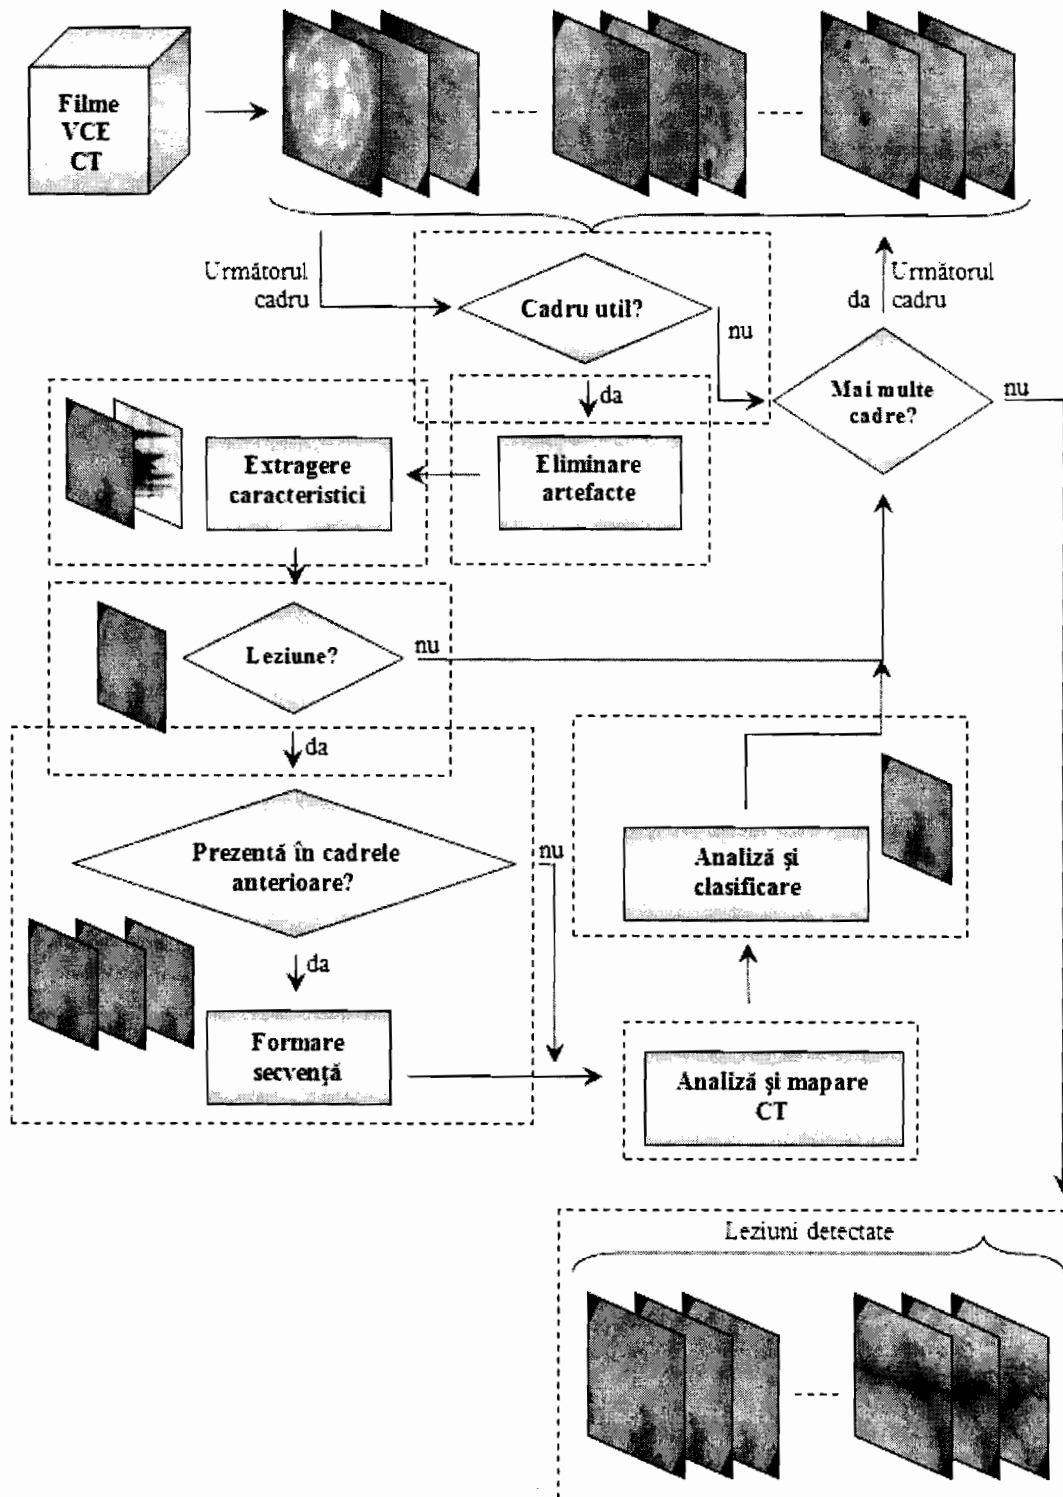 Filme
VCE
CT
Următorul
cadru
Cadru util?
nu
da
Următorul
cadru
da
Mai multe
cadre?
nu
Extragere
caracteristici
Eliminare
artefacte
Leziune?
nu
da
Prezentă în cadrele
anterioare?
nu
da
Formare
secvență
Analiză și
clasificare
Analiză și mapare
CT
Leziuni detectate